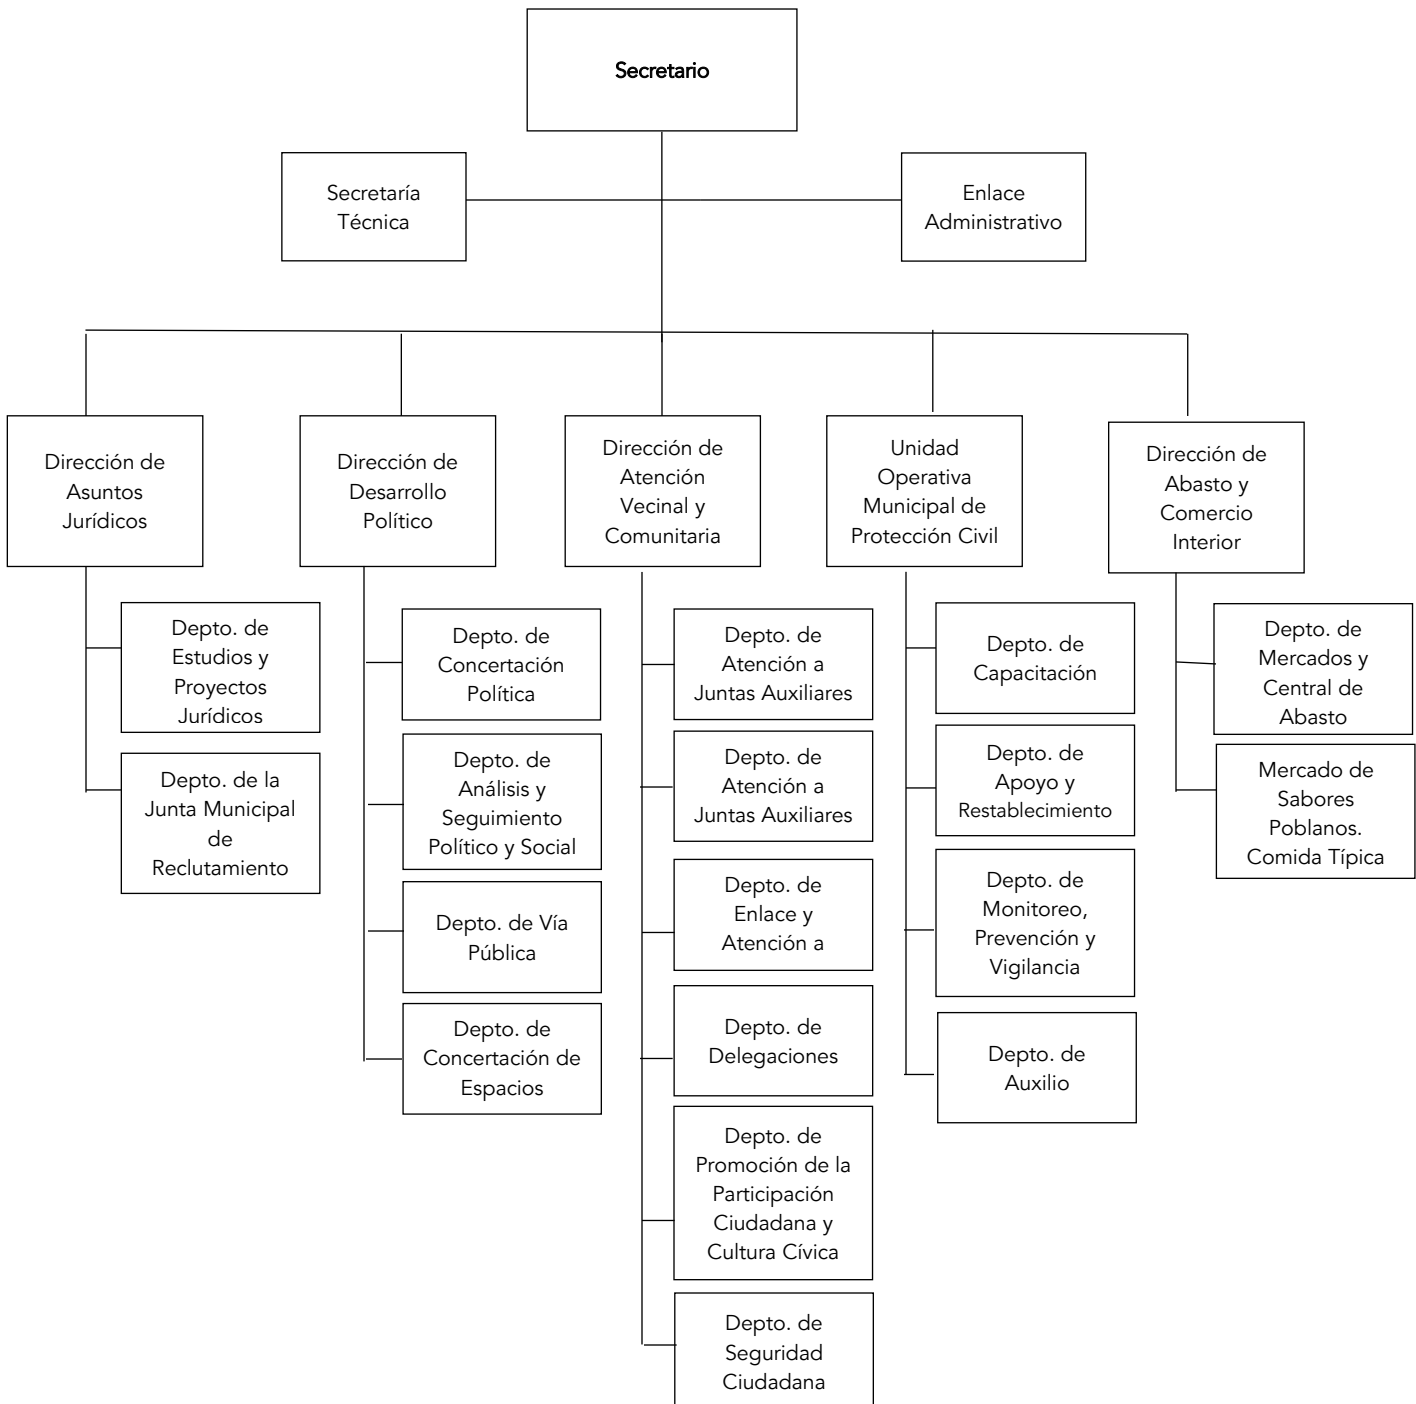 Secretario
Secretaría
Técnica
Enlace
Administrativo
Dirección de
Asuntos
Jurídicos
Dirección de
Desarrollo
Político
Dirección de
Atención
Vecinal y
Comunitaria
Unidad
Operativa
Municipal de
Protección Civil
Dirección de
Abasto y
Comercio
Interior
Depto. de
Estudios y
Proyectos
Jurídicos
Depto. de la
Junta Municipal
de
Reclutamiento
Depto. de
Concertación
Política
Depto. de
Análisis y
Seguimiento
Político y Social
Depto. de Vía
Pública
Depto. de
Concertación de
Espacios
Depto. de
Atención a
Juntas Auxiliares
Depto. de
Atención a
Juntas Auxiliares
Depto. de
Enlace y
Atención a
Depto. de
Delegaciones
Depto. de
Promoción de la
Participación
Ciudadana y
Cultura Cívica
Depto. de
Seguridad
Ciudadana
Depto. de
Capacitación
Depto. de
Apoyo y
Restablecimiento
Depto. de
Monitoreo,
Prevención y
Vigilancia
Depto. de
Auxilio
Depto. de
Mercados y
Central de
Abasto
Mercado de
Sabores
Poblanos.
Comida Típica